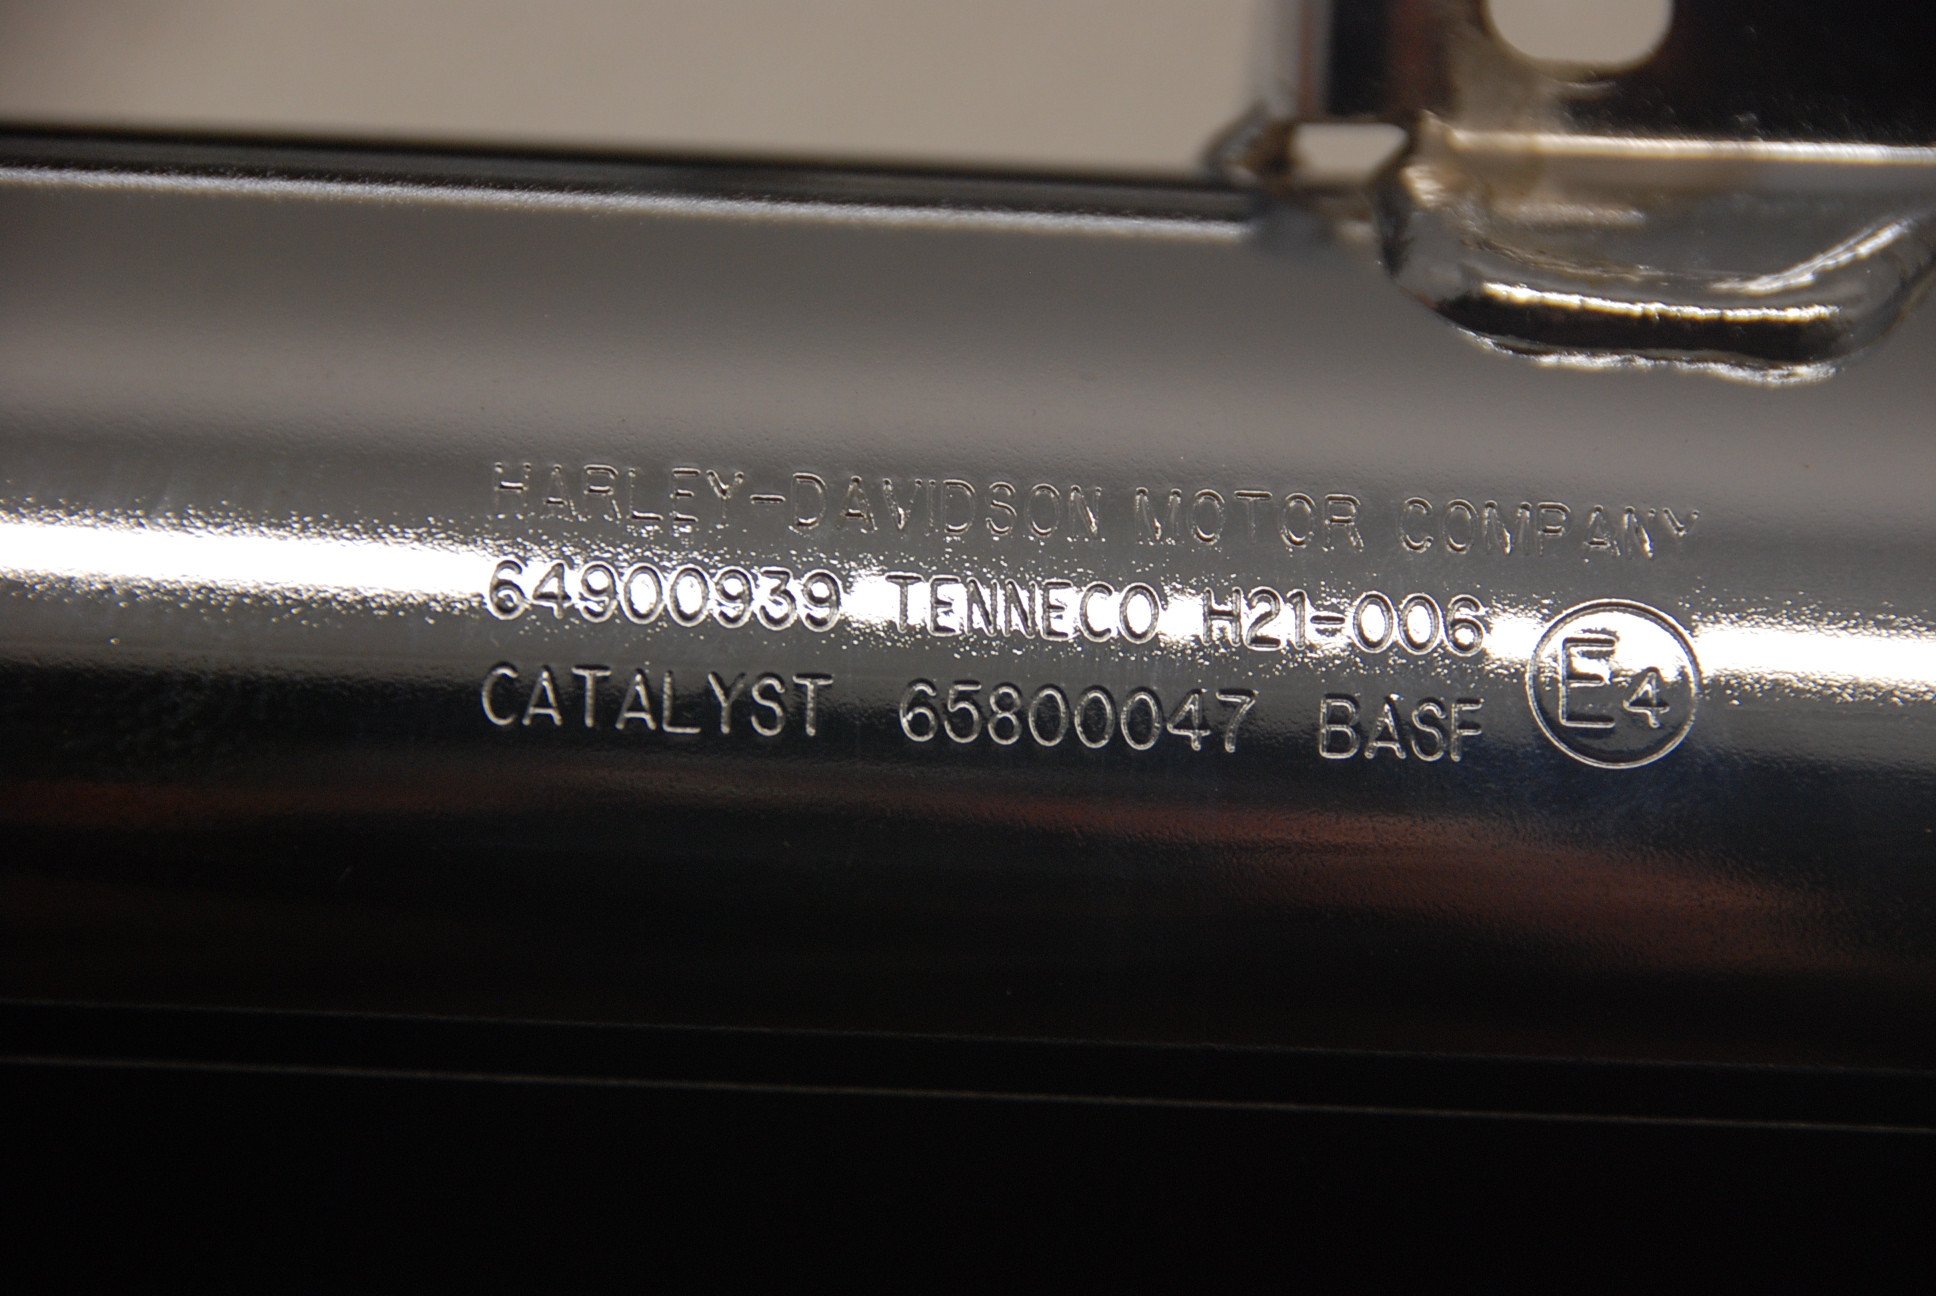 HARLEY-DAVIDSON MOTOR COMPANY
64900939 TENNECO H21-006
CATALYST 65800047 BASF E4